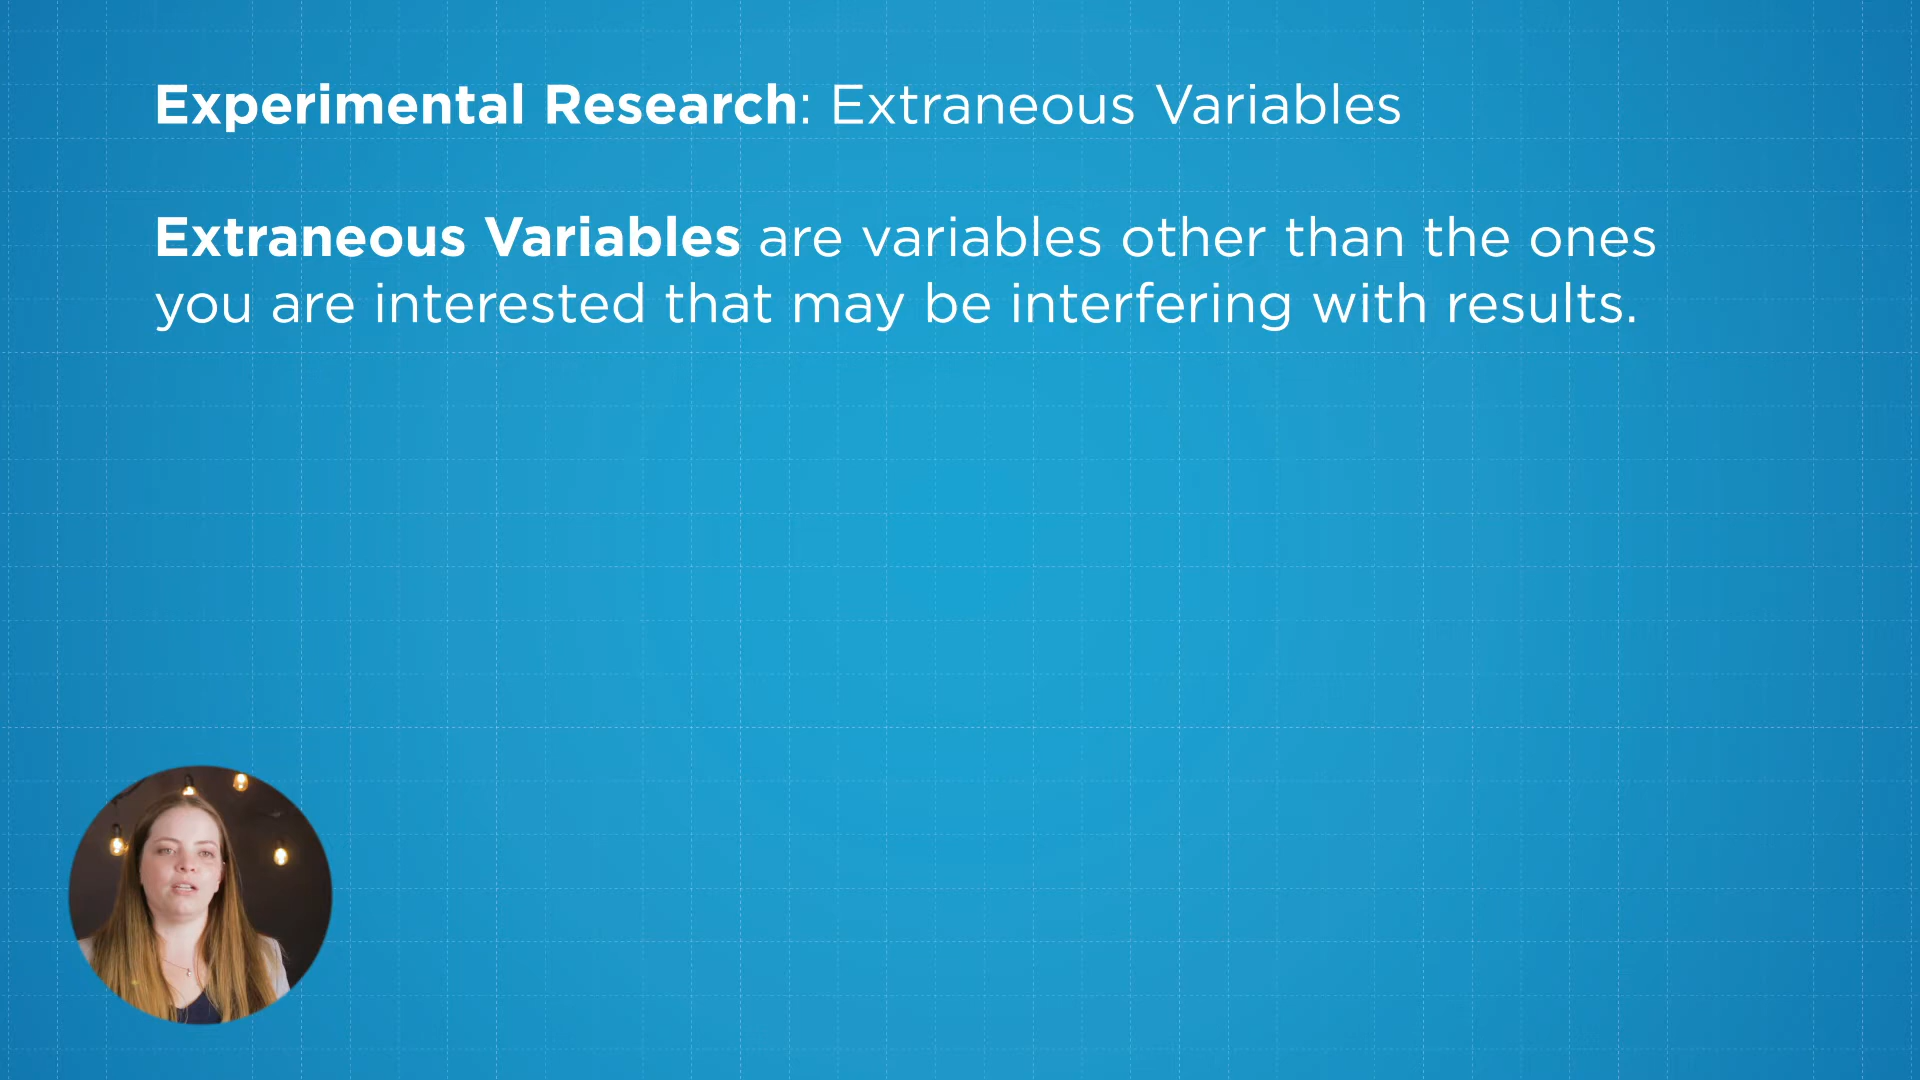 Experimental Research: Extraneous Variables
Extraneous Variables are variables other than the ones
you are interested that may be interfering with results.